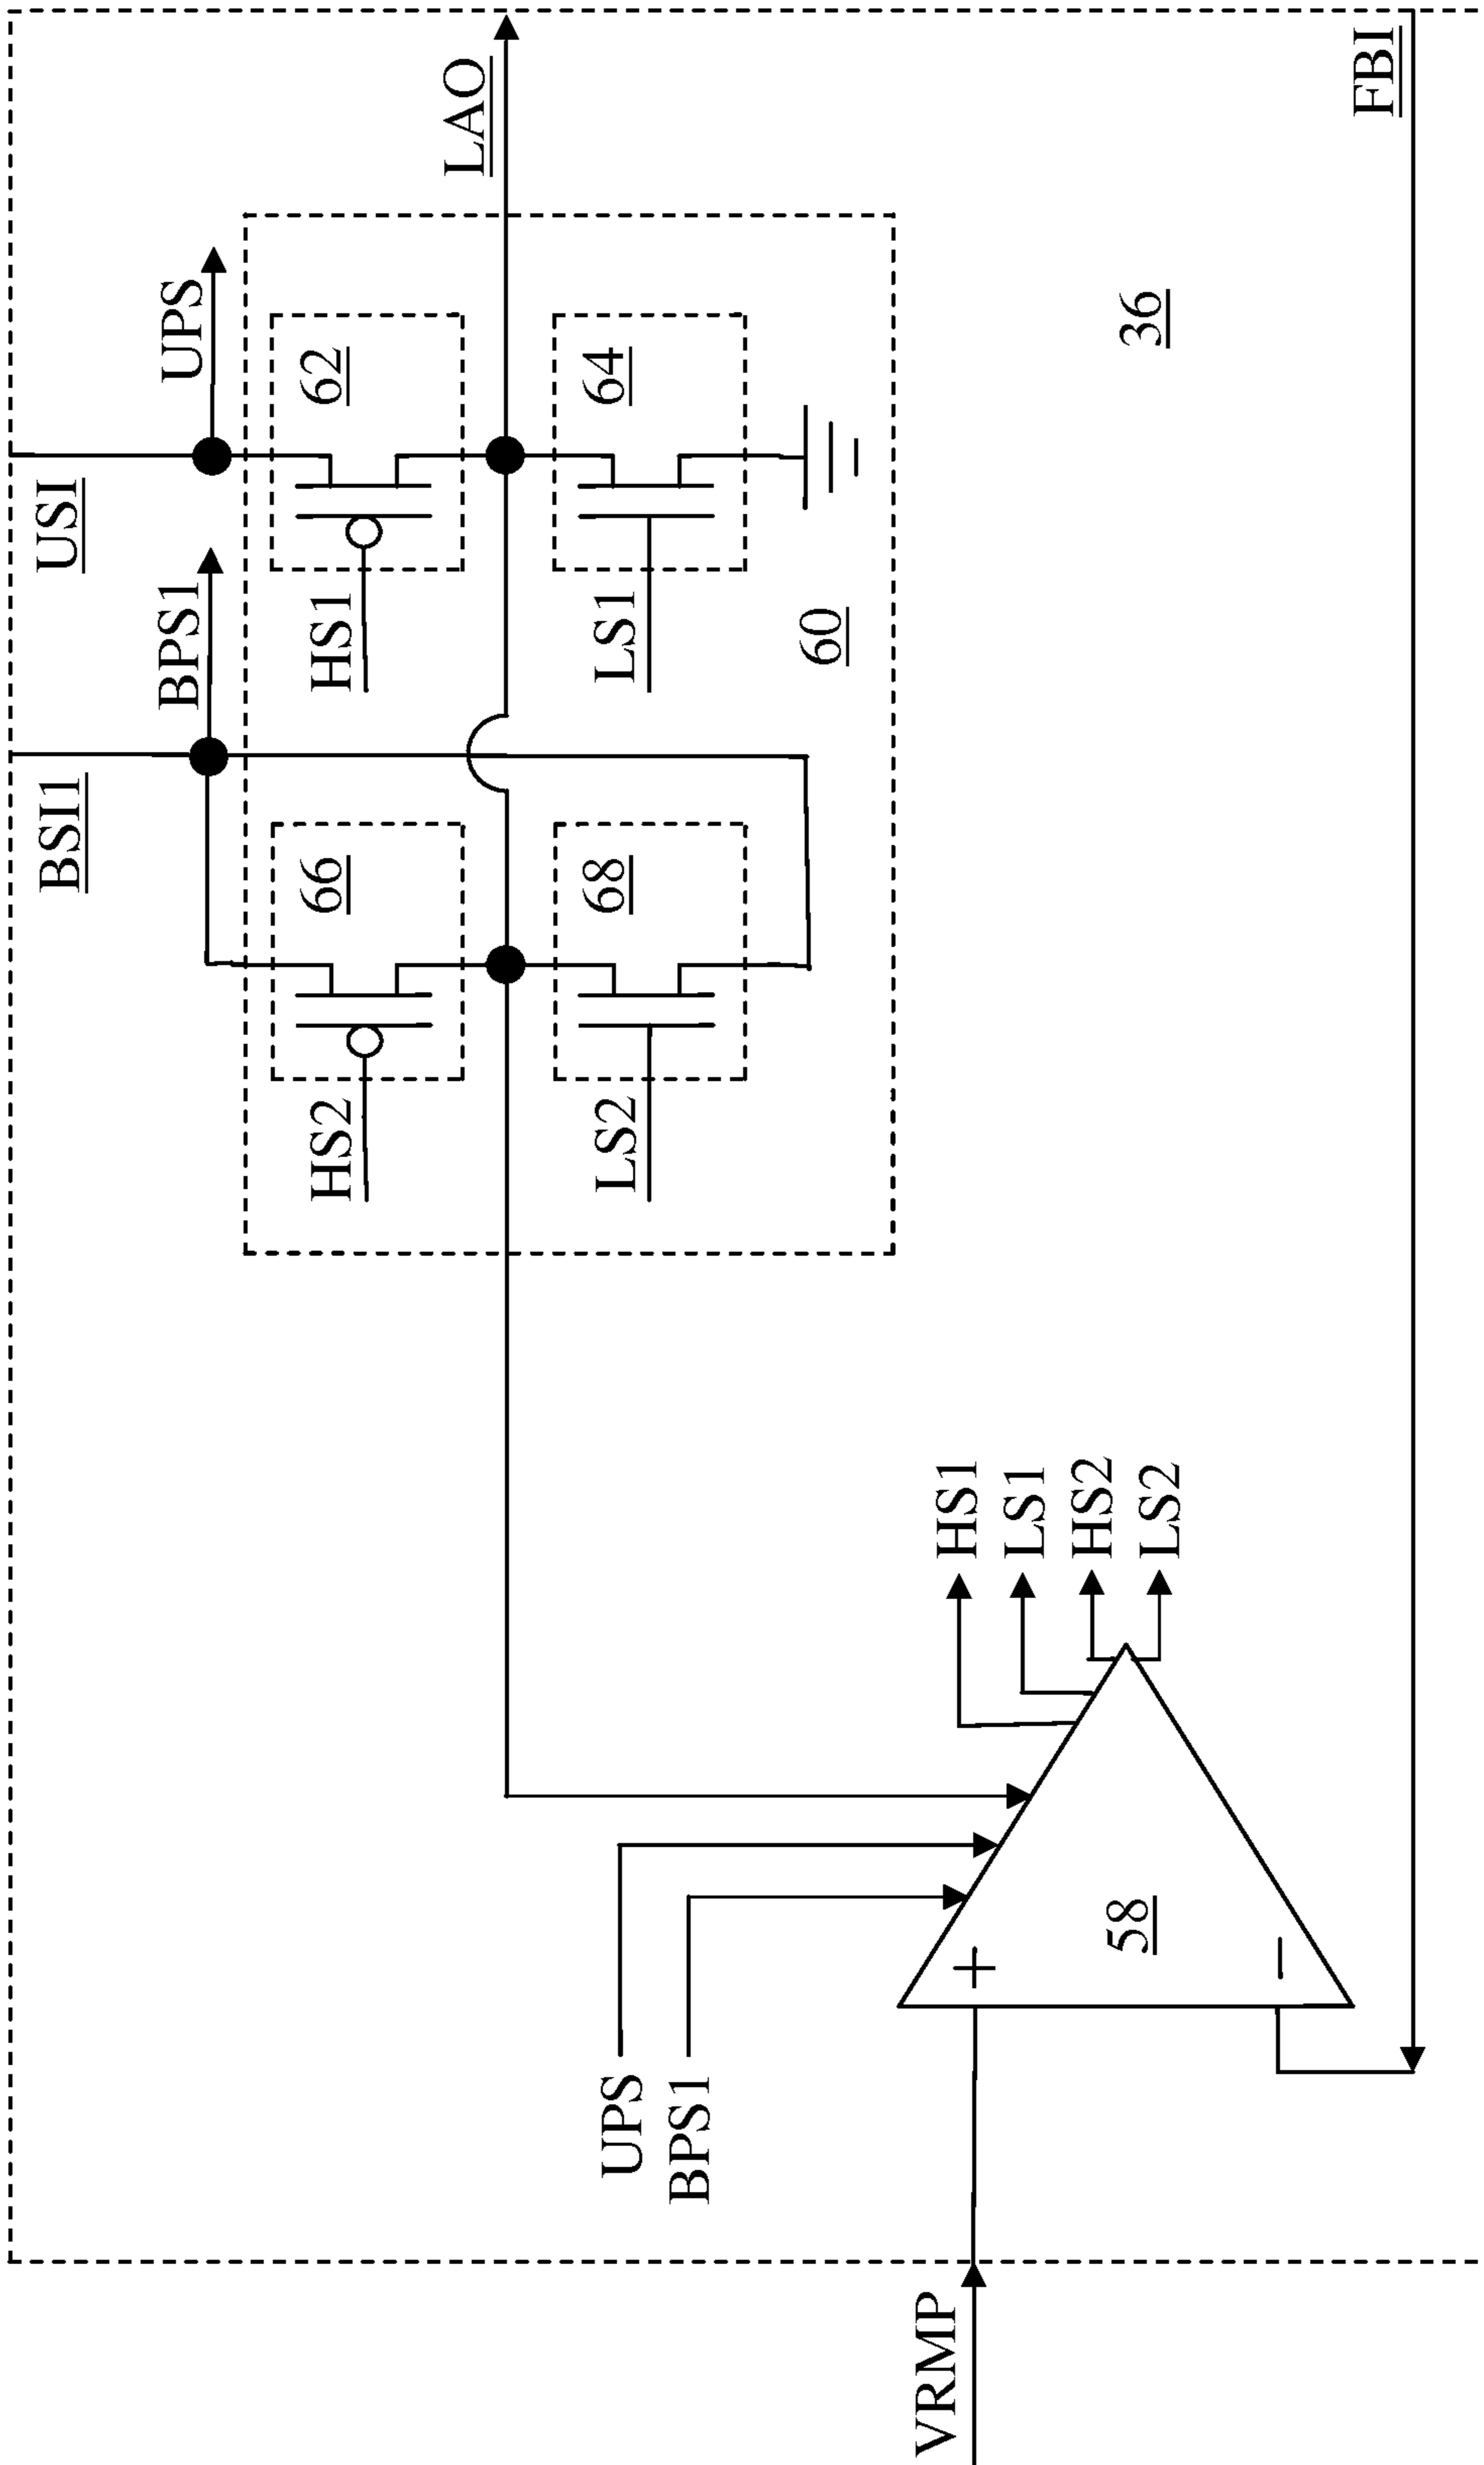 USI
UPS
BSI1
BPS1
LAO
62
HS1
64
LS1
66
HS2
68
LS2
60
36
UPS
BPS1
HS1
LS1
HS2
LS2
+
58
−
VRMP
FBI